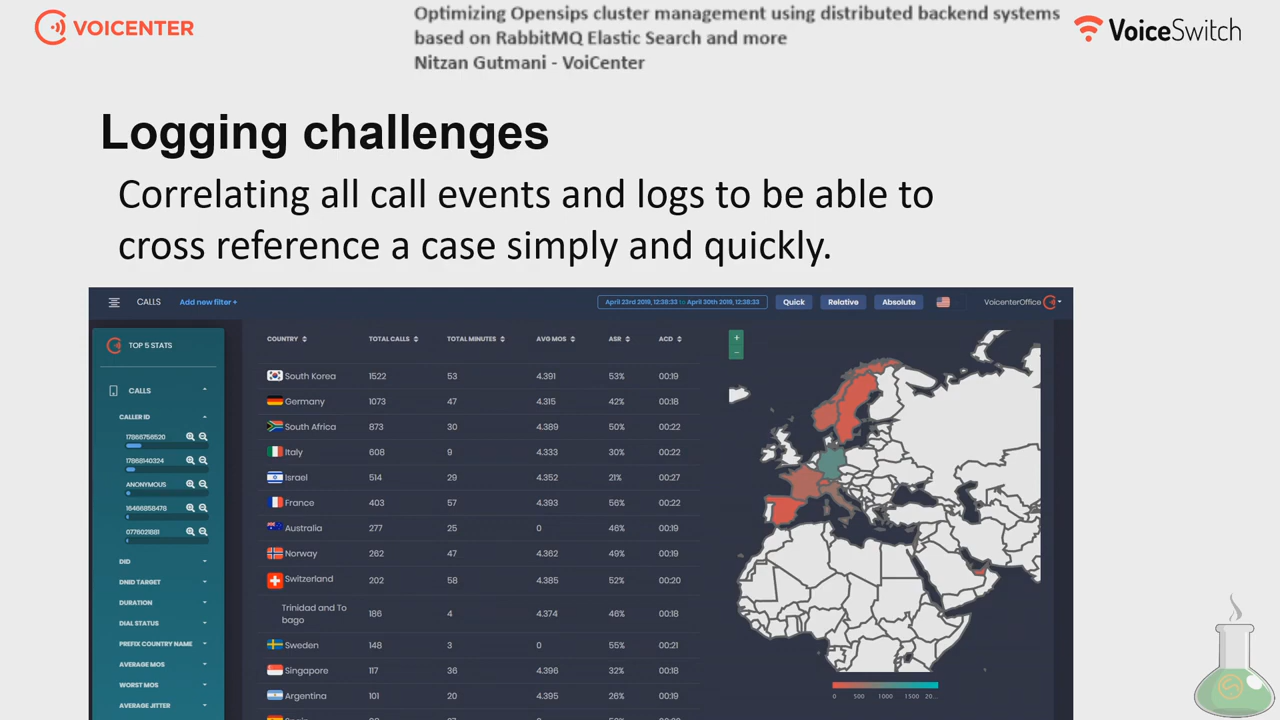 VOICENTER
Optimizing Opensips cluster management using distributed backend systems
based on RabbitMQ Elastic Search and more
Nitzan Gutmani - VoiCenter
VoiceSwitch
Logging challenges
Correlating all call events and logs to be able to
cross reference a case simply and quickly.
CALLS Add new filter + April 23rd 2019, 12:38:33 to April 30th 2019, 12:38:33 Quick Relative Absolute VoicenterOffice
TOP 5 STATS
CALLS
CALLER ID
17866756520
17868140324
ANONYMOUS
16466858478
0776021881
DID
DNID TARGET
DURATION
DIAL STATUS
PREFIX COUNTRY NAME
AVERAGE MOS
WORST MOS
AVERAGE JITTER
COUNTRY TOTAL CALLS TOTAL MINUTES AVG MOS ASR ACD
South Korea 1522 53 4.391 53% 00:19
Germany 1073 47 4.315 42% 00:18
South Africa 873 30 4.389 50% 00:22
Italy 608 9 4.333 30% 00:22
Israel 514 29 4.352 21% 00:27
France 403 57 4.393 56% 00:22
Australia 277 25 0 46% 00:19
Norway 262 47 4.362 49% 00:19
Switzerland 202 58 4.385 52% 00:20
Trinidad and To
bago 186 4 4.374 46% 00:18
Sweden 148 3 0 55% 00:21
Singapore 117 36 4.396 32% 00:18
Argentina 101 20 4.395 26% 00:19
+
-
0 500 1000 1500 20...